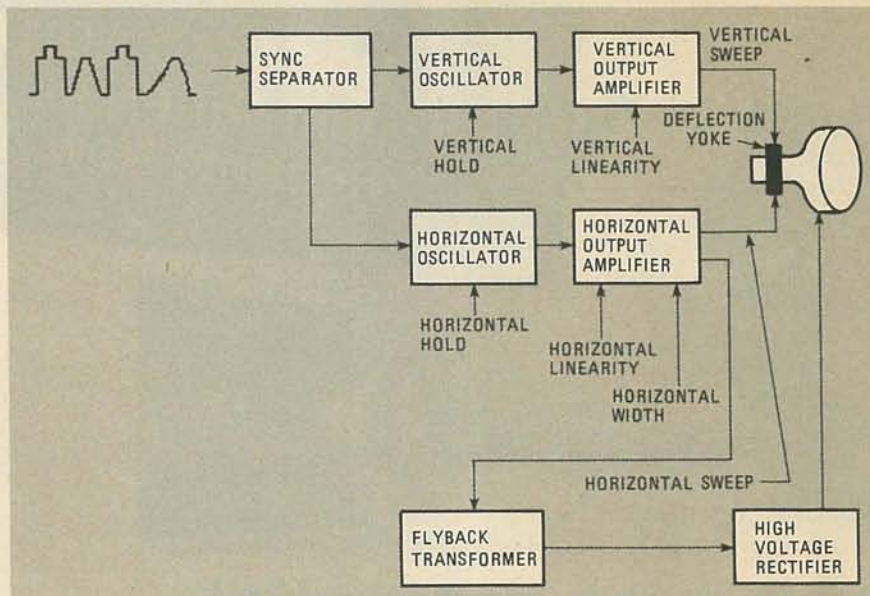 SYNC
SEPARATOR
VERTICAL
OSCILLATOR
VERTICAL
OUTPUT
AMPLIFIER
VERTICAL
SWEEP
DEFLECTION
YOKE
VERTICAL
HOLD
VERTICAL
LINEARITY
HORIZONTAL
OSCILLATOR
HORIZONTAL
OUTPUT
AMPLIFIER
HORIZONTAL
HOLD
HORIZONTAL
LINEARITY
HORIZONTAL
WIDTH
HORIZONTAL SWEEP
FLYBACK
TRANSFORMER
HIGH
VOLTAGE
RECTIFIER